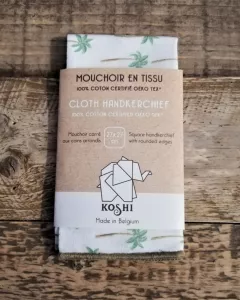 MOUCHOIR EN TISSU
100% COTON CERTIFIÉ OEKO TEX®
CLOTH HANDKERCHIEF
100% COTTON CERTIFIED OEKO TEX®
Mouchoir carré
aux coins arrondis
Square handkerchief
with rounded edges
KOSHI
Made in Belgium